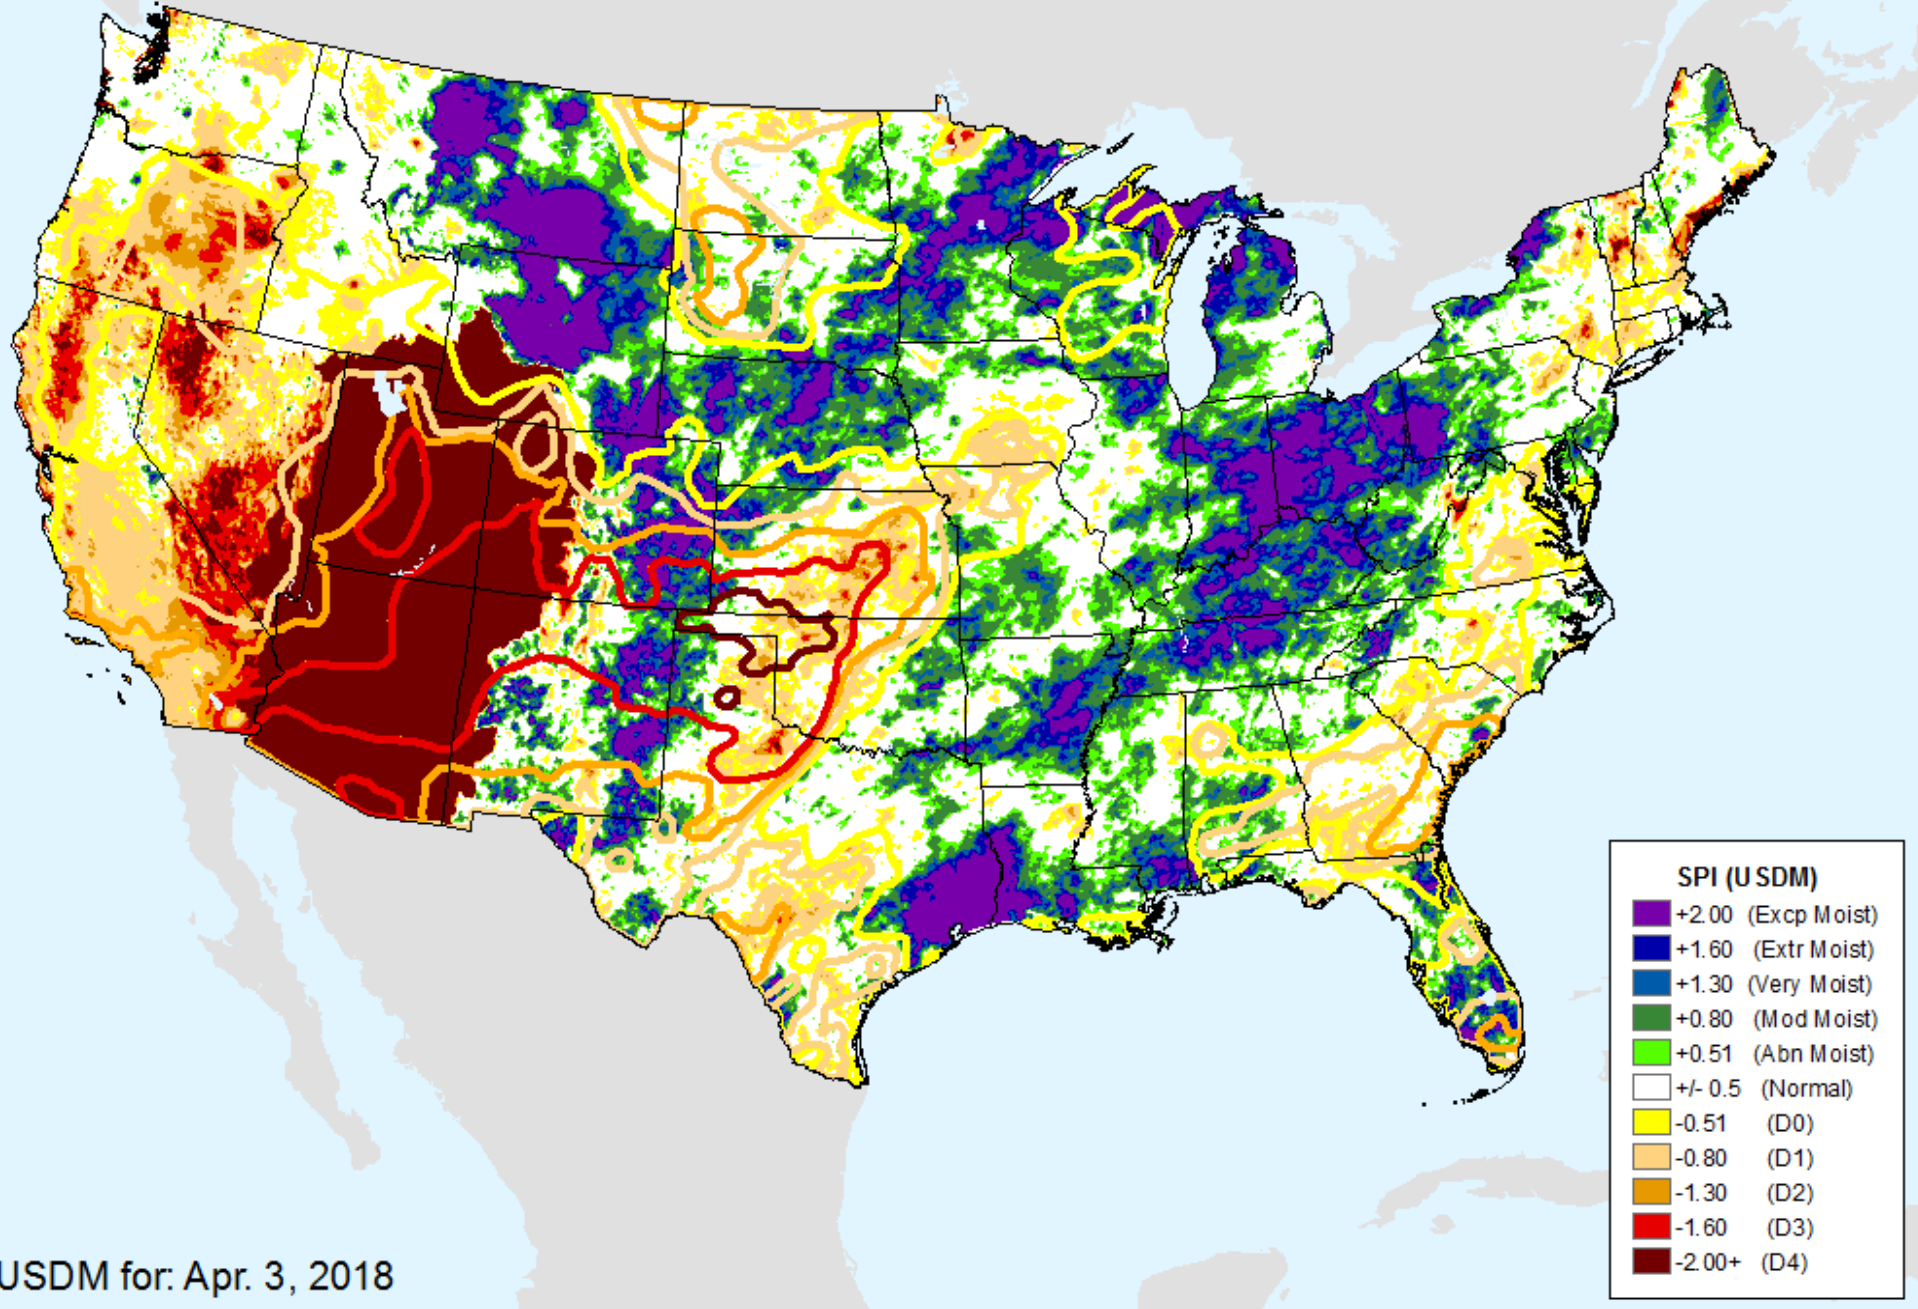 SPI (USDM)
+2.00 (Excp Moist)
+1.60 (Extr Moist)
+1.30 (Very Moist)
+0.80 (Mod Moist)
+0.51 (Abn Moist)
+/- 0.5 (Normal)
-0.51 (D0)
-0.80 (D1)
-1.30 (D2)
-1.60 (D3)
-2.00+ (D4)
USDM for: Apr. 3, 2018